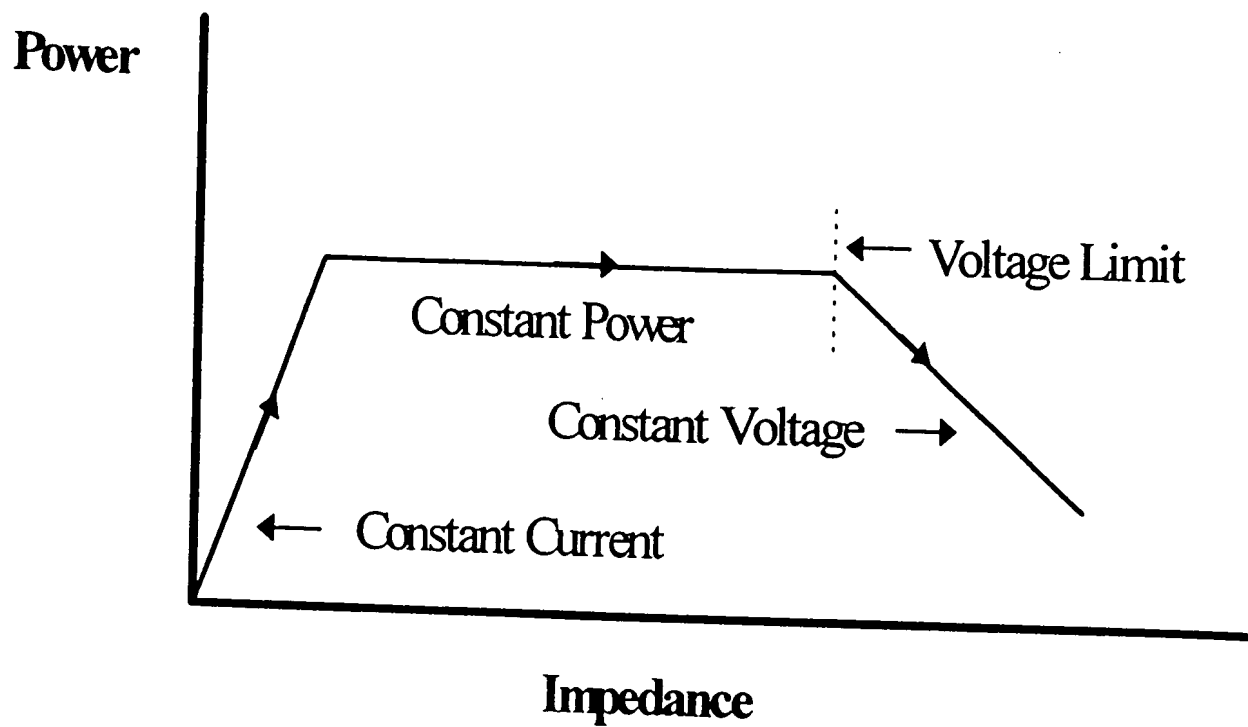 Power
Voltage Limit
Constant Power
Constant Voltage
Constant Current
Impedance